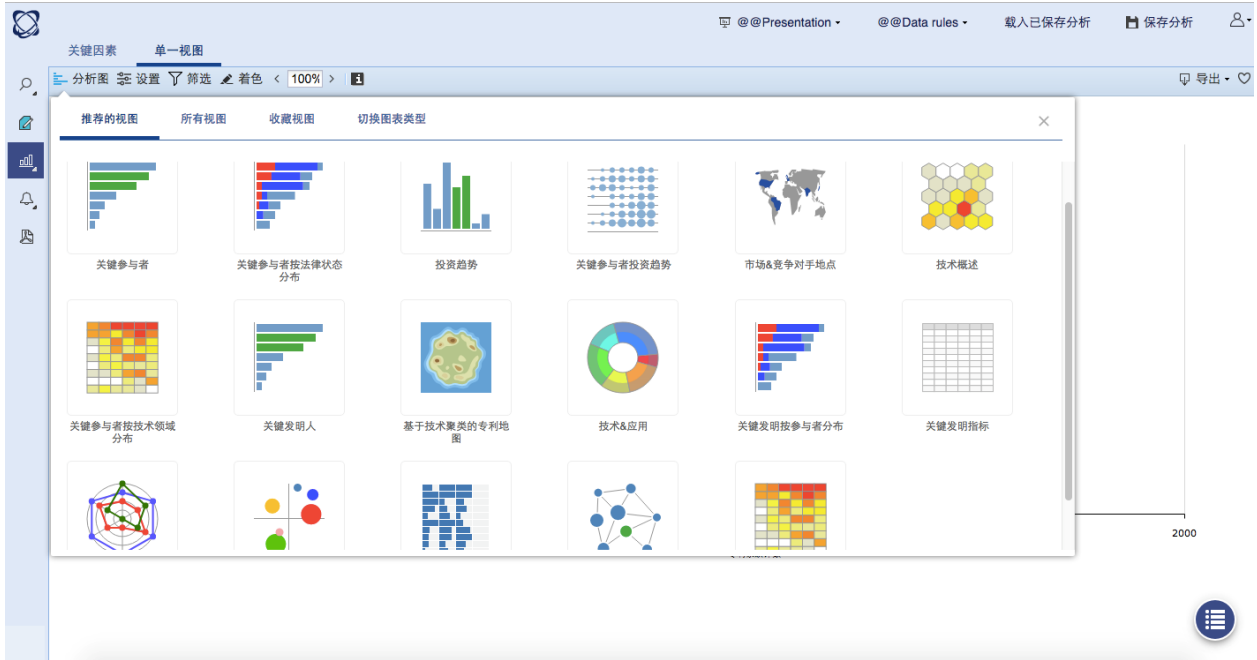 @@Presentation
@@Data rules
载入已保存分析
保存分析
关键因素
单一视图
分析图
设置
筛选
着色
100%
导出
推荐的视图
所有视图
收藏视图
切换图表类型
关键参与者
关键参与者按法律状态
分布
投资趋势
关键参与者投资趋势
市场&竞争对手地点
技术概述
关键参与者按技术领域
分布
关键发明人
基于技术聚类的专利地
图
技术&应用
关键发明按参与者分布
关键发明指标
2000